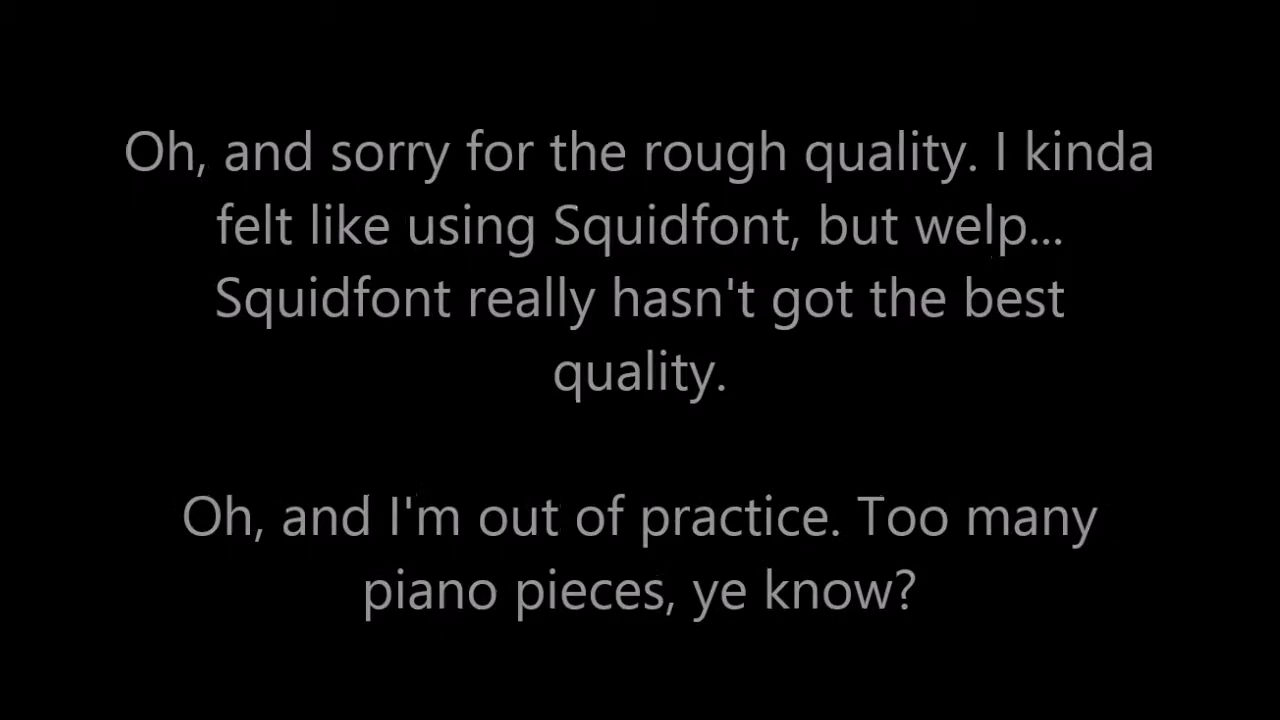 Oh, and sorry for the rough quality. I kinda
felt like using Squidfont, but welp...
Squidfont really hasn't got the best
quality.
Oh, and I'm out of practice. Too many
piano pieces, ye know?